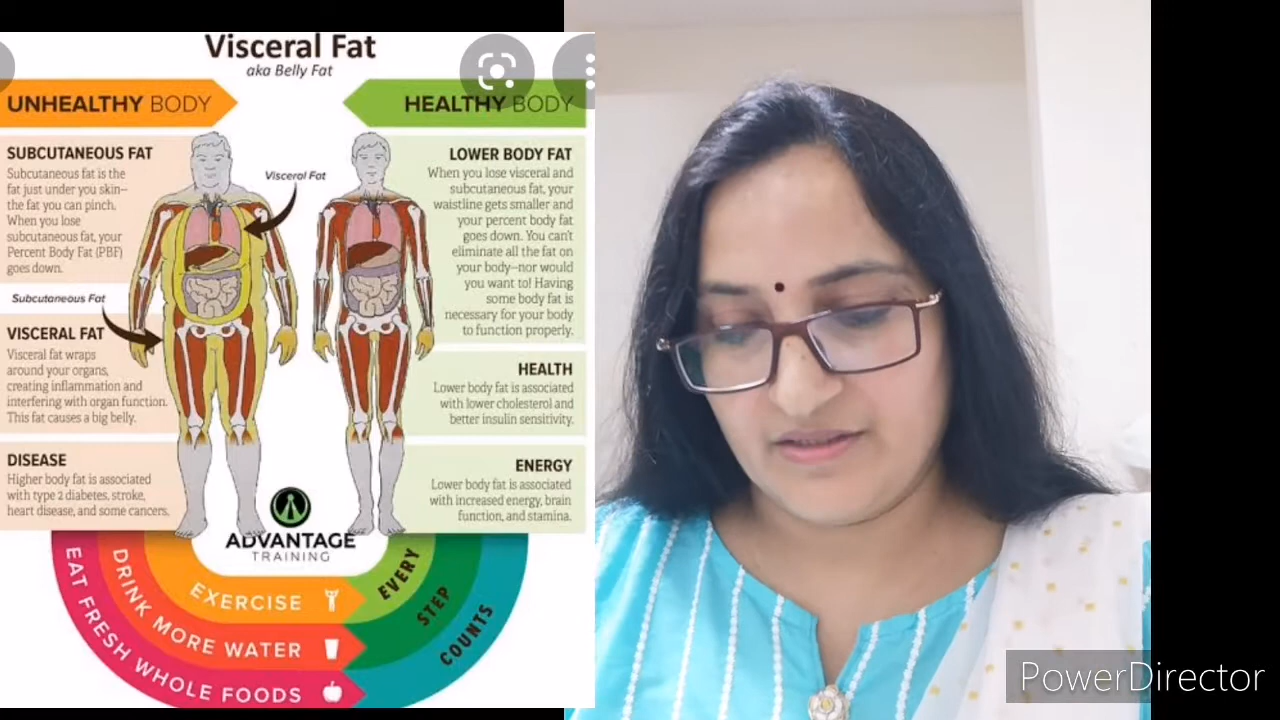 Visceral Fat
aka Belly Fat
UNHEALTHY BODY
HEALTHY BODY
SUBCUTANEOUS FAT
Subcutaneous fat is the
fat just under you skin—
the fat you can pinch.
When you lose
subcutaneous fat, your
Percent Body Fat (PBF)
goes down.
Visceral Fat
Subcutaneous Fat
VISCERAL FAT
Visceral fat wraps
around your organs,
creating inflammation and
interfering with organ function.
This fat causes a big belly.
DISEASE
Higher body fat is associated
with type 2 diabetes, stroke,
heart disease, and some cancers.
LOWER BODY FAT
When you lose visceral and
subcutaneous fat, your
waistline gets smaller and
your percent body fat
goes down. You can't
eliminate all the fat on
your body—nor would
you want to! Having
some body fat is
necessary for your body
to function properly.
HEALTH
Lower body fat is associated
with lower cholesterol and
better insulin sensitivity.
ENERGY
Lower body fat is associated
with increased energy, brain
function, and stamina.
ADVANTAGE
TRAINING
EXERCISE
DRINK MORE WATER
EAT FRESH WHOLE FOODS
EVERY
STEP
COUNTS
PowerDirector